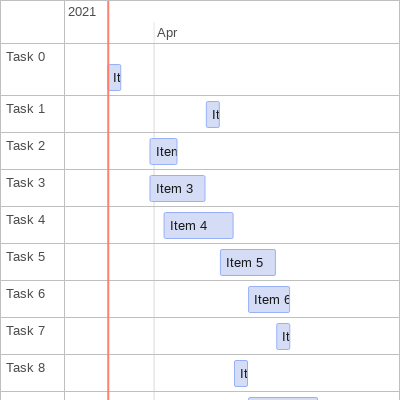 2021
Apr
Task 0
It
Task 1
It
Task 2
Iten
Task 3
Item 3
Task 4
Item 4
Task 5
Item 5
Task 6
Item 6
Task 7
It
Task 8
It